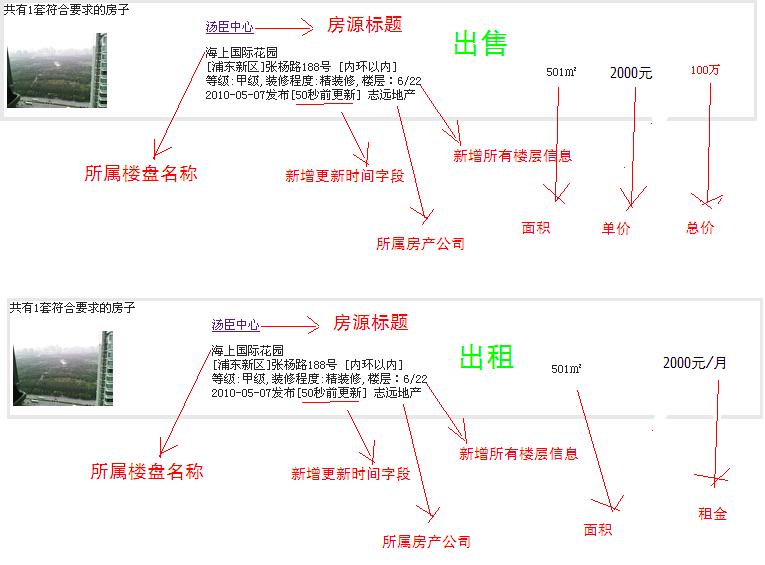 共有1套符合要求的房子
汤臣中心
房源标题
出售
海上国际花园
[浦东新区]张杨路188号 [内环以内]
等级:甲级,装修程度:精装修,楼层：6/22
2010-05-07发布[50秒前更新] 志远地产
501㎡
2000元
100万
新增所有楼层信息
所属楼盘名称
新增更新时间字段
所属房产公司
面积
单价
总价
共有1套符合要求的房子
汤臣中心
房源标题
出租
海上国际花园
[浦东新区]张杨路188号 [内环以内]
等级:甲级,装修程度:精装修,楼层：6/22
2010-05-07发布[50秒前更新] 志远地产
501㎡
2000元/月
新增所有楼层信息
所属楼盘名称
新增更新时间字段
所属房产公司
面积
租金